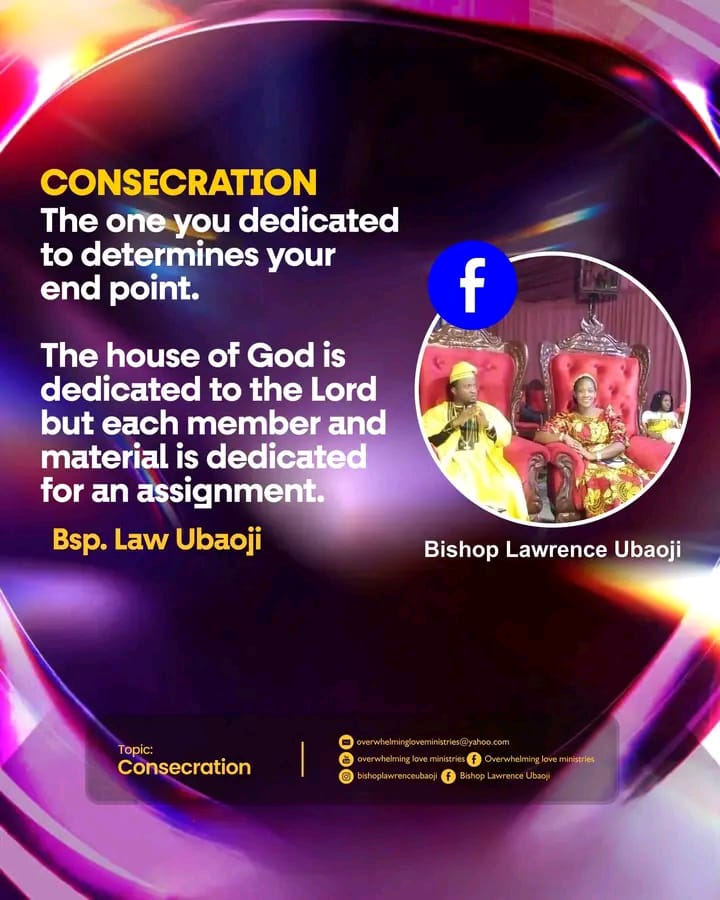 CONSECRATION
The one you dedicated
to determines your
end point.
The house of God is
dedicated to the Lord
but each member and
material is dedicated
for an assignment.
Bsp. Law Ubaoji
f
Bishop Lawrence Ubaoji
Topic:
Consecration
overwhelmingloveministries@yahoo.com
overwhelming love ministries f Overwhelming love ministries
bishoplawrenceubaoji f Bishop Lawrence Ubaoji